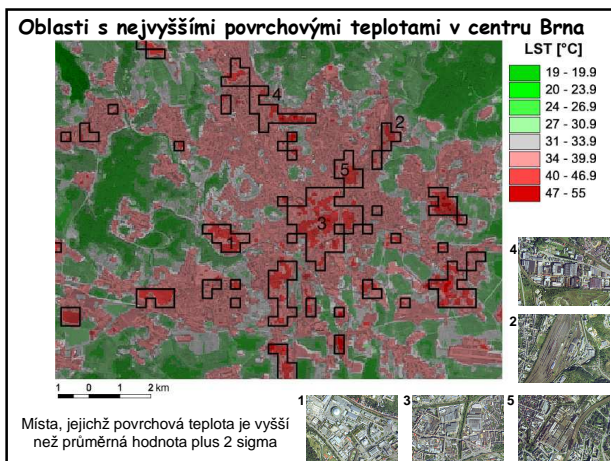 Oblasti s nejvyššími povrchovými teplotami v centru Brna
LST [°C]
19 - 19.9
20 - 23.9
24 - 26.9
27 - 30.9
31 - 33.9
34 - 39.9
40 - 46.9
47 - 55
4
2
5
3
1
4
2
1 0 1 2 km
1
3
5
Místa, jejichž povrchová teplota je vyšší
než průměrná hodnota plus 2 sigma